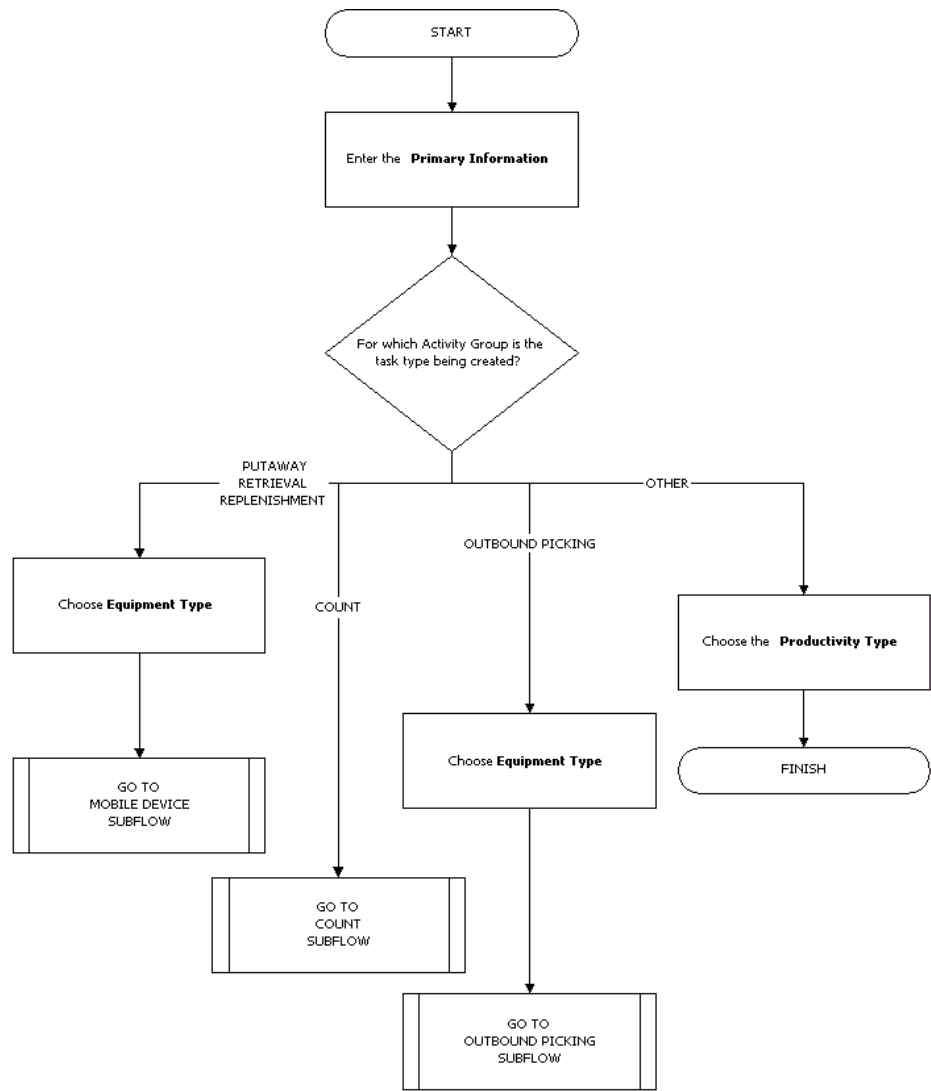 START
Enter the Primary Information
For which Activity Group is the
task type being created?
PUTAWAY
RETRIEVAL
REPLENISHMENT
OTHER
OUTBOUND PICKING
COUNT
Choose Equipment Type
Choose the Productivity Type
Choose Equipment Type
FINISH
GO TO
MOBILE DEVICE
SUBFLOW
GO TO
COUNT
SUBFLOW
GO TO
OUTBOUND PICKING
SUBFLOW